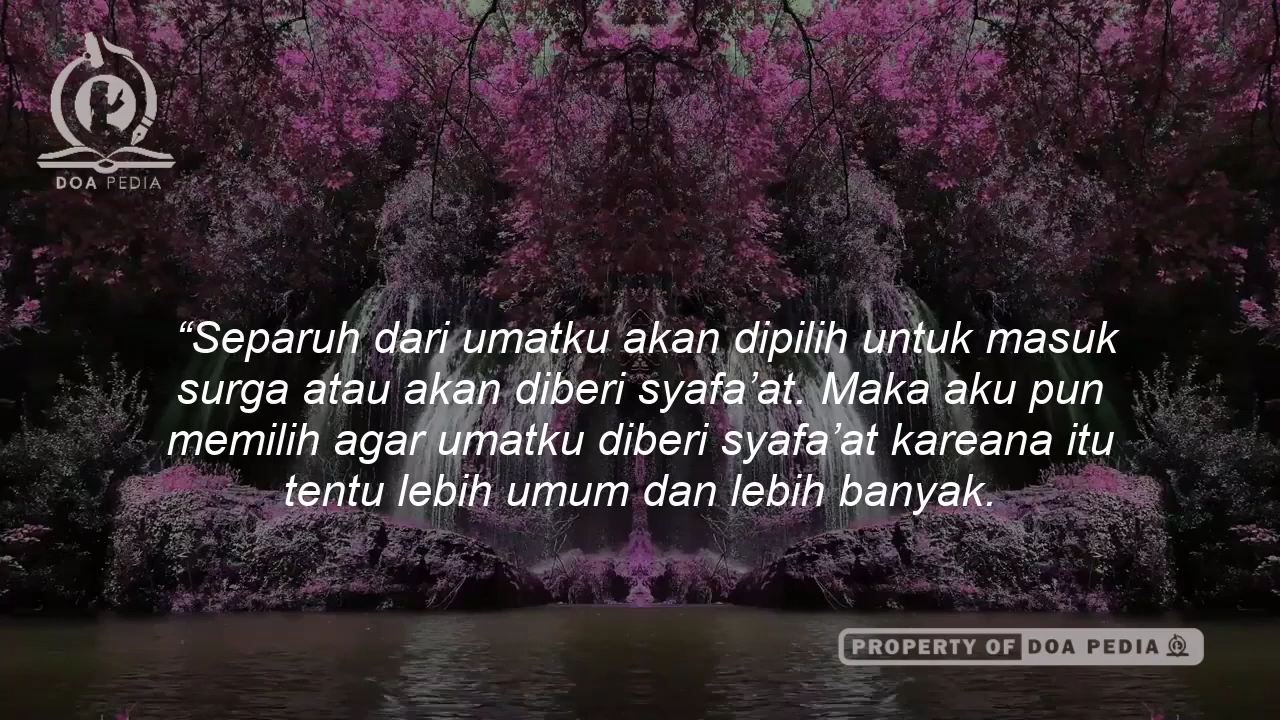 DOA PEDIA
“Separuh dari umatku akan dipilih untuk masuk
surga atau akan diberi syafa’at. Maka aku pun
memilih agar umatku diberi syafa’at kareana itu
tentu lebih umum dan lebih banyak.
PROPERTY OF DOA PEDIA